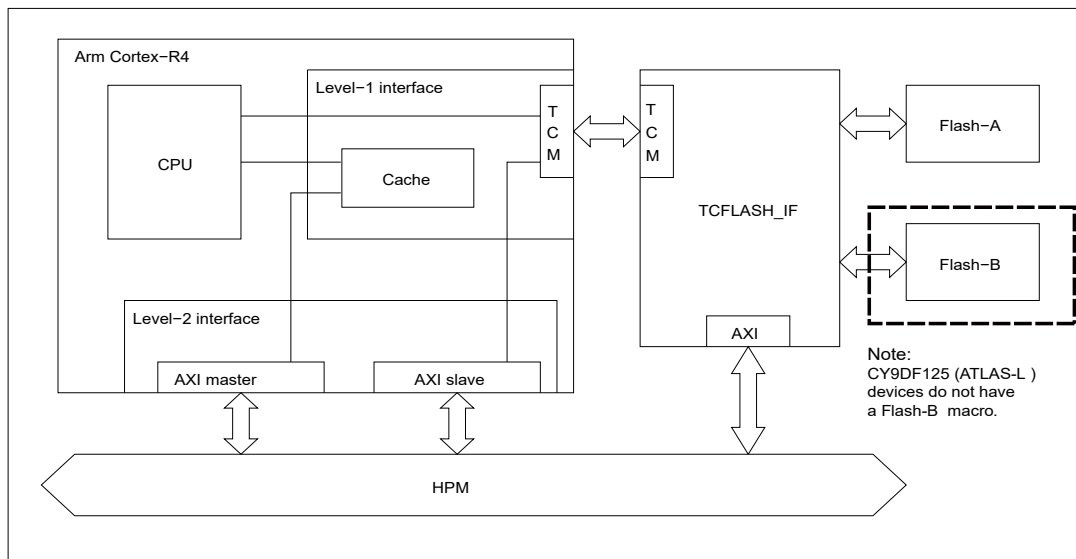 Arm Cortex−R4
Level−1 interface
T
C
M
T
C
M
CPU
Cache
TCFLASH_IF
Flash−A
Flash−B
Level−2 interface
AXI master
AXI slave
AXI
Note:
CY9DF125 (ATLAS-L )
devices do not have
a Flash-B macro.
HPM